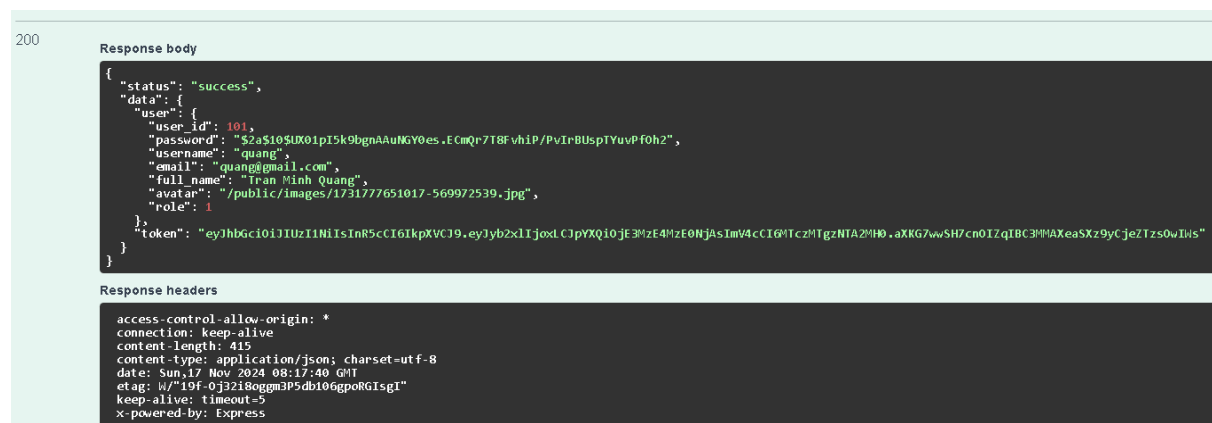 200
Response body
{
"status": "success",
"data": {
"user": {
"user_id": 101,
"password": "$2a$10$UX01pI5k9bgnAAuNGY0es.ECmQr7T8FvhiP/PvIrBUspTYuvPfOh2",
"username": "quang",
"email": "quang@gmail.com",
"full_name": "Tran Minh Quang",
"avatar": "/public/images/1731777651017-569972539.jpg",
"role": 1
},
"token": "eyJhbGciOiJIUzI1NiIsInR5cCI6IkpXVCJ9.eyJyb2xlIjoxLCJpYXQiOjE3MzE4MzE0NjAsImV4cCI6MTczMTgzNTA2MH0.aXKG7wwSH7cnOIZqIBC3MMAXeaSXz9yCjeZTzsOwIWs"
}
}
Response headers
access-control-allow-origin: *
connection: keep-alive
content-length: 415
content-type: application/json; charset=utf-8
date: Sun,17 Nov 2024 08:17:40 GMT
etag: W/"19f-Oj32i8oggm3P5db106gpoRGIsgI"
keep-alive: timeout=5
x-powered-by: Express